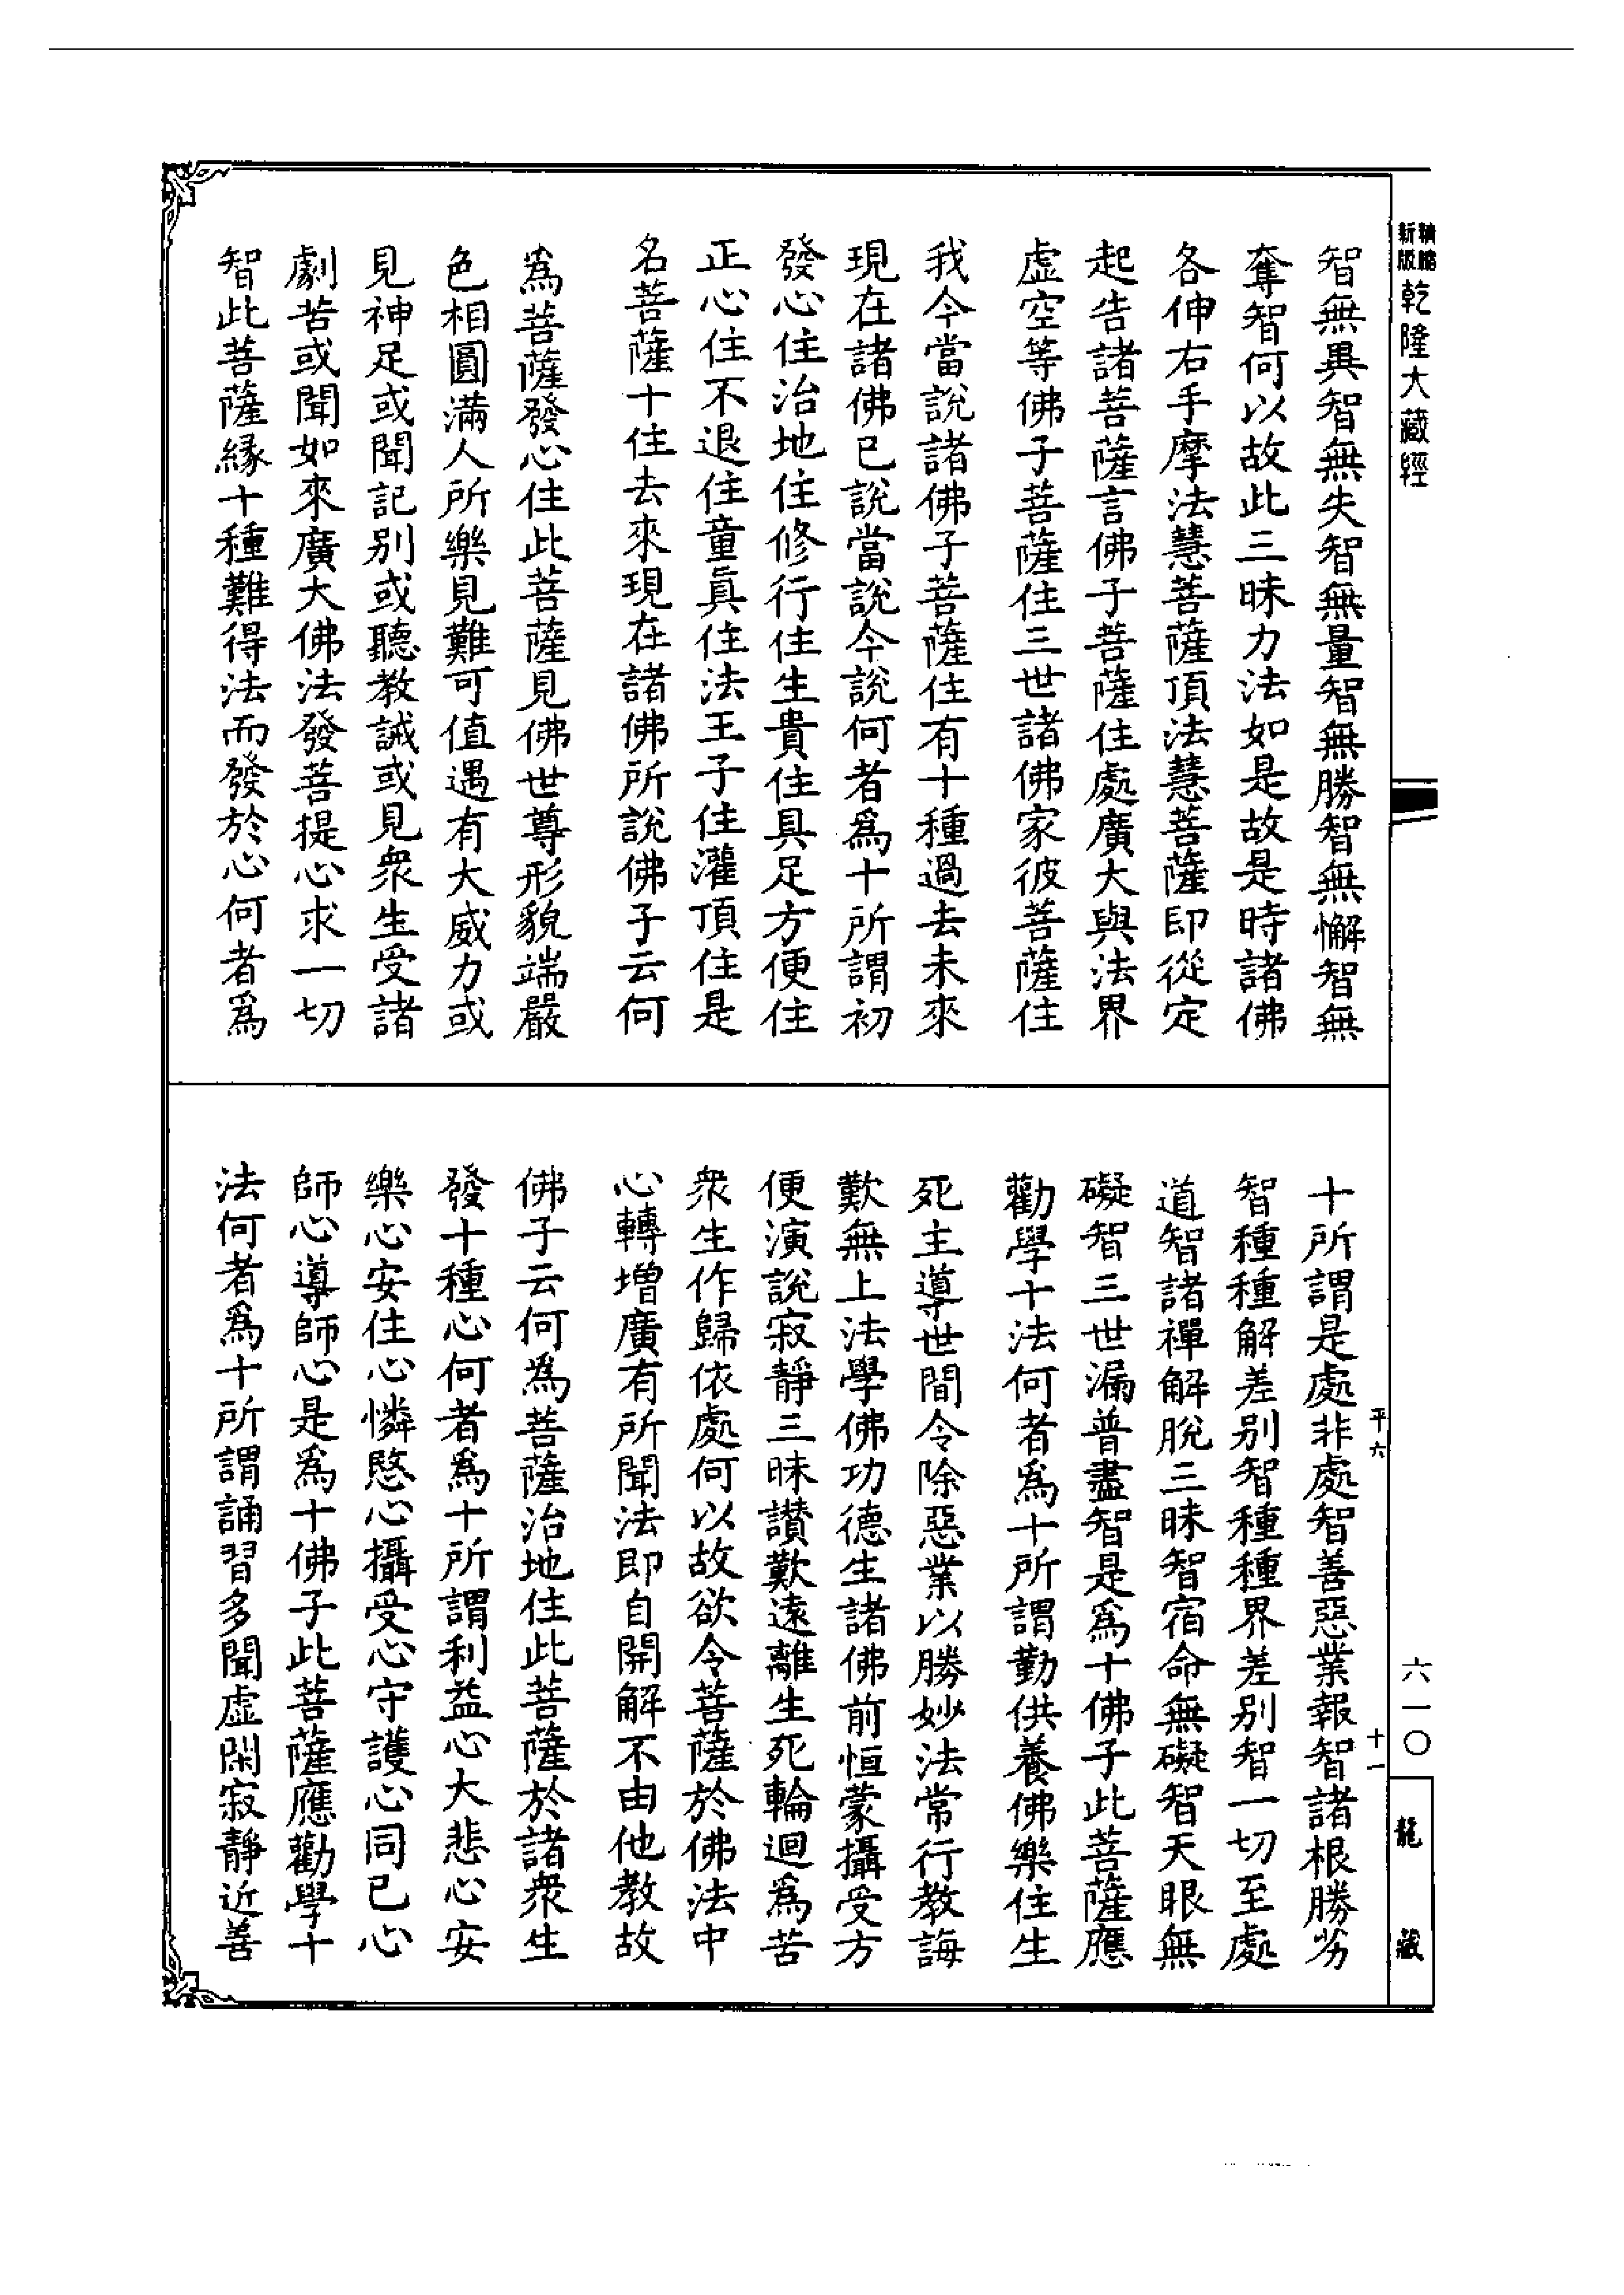 精縮新版乾隆大藏經
智無異智無失智無量智無勝智無懈智無
奪智何以故此三昧力法如是故是時諸佛
各伸右手摩法慧菩薩頂法慧菩薩即從定
起告諸菩薩言佛子菩薩住處廣大與法界
虛空等佛子菩薩住三世諸佛家彼菩薩住
我今當說諸佛子菩薩住有十種過去未來
現在諸佛已說當說今說何者爲十所謂初
發心住治地住修行住生貴住具足方便住
正心住不退住童眞住法王子住灌頂住是
名菩薩十住去來現在諸佛所說佛子云何
爲菩薩發心住此菩薩見佛世尊形貌端嚴
色相圓滿人所樂見難可值遇有大威力或
見神足或聞記別或聽教誡或見衆生受諸
劇苦或聞如來廣大佛法發菩提心求一切
智此菩薩緣十種難得法而發於心何者爲
十所謂是處非處智善惡業報智諸根勝劣
智種種解差別智種種界差別智一切至處
道智諸禪解脫三昧智宿命無礙智天眼無
礙智三世漏普盡智是爲十佛子此菩薩應
勸學十法何者爲十所謂勤供養佛樂住生
死主導世間令除惡業以勝妙法常行教誨
歎無上法學佛功德生諸佛前恒蒙攝受方
便演說寂靜三昧讚歎遠離生死輪迴爲苦
衆生作歸依處何以故欲令菩薩於佛法中
心轉增廣有所聞法即自開解不由他教故
佛子云何爲菩薩治地住此菩薩於諸衆生
發十種心何者爲十所謂利益心大悲心安
樂心安住心憐愍心攝受心守護心同己心
師心導師心是爲十佛子此菩薩應勸學十
法何者爲十所謂誦習多聞虛閑寂靜近善
平六
十一
六一〇
龍藏